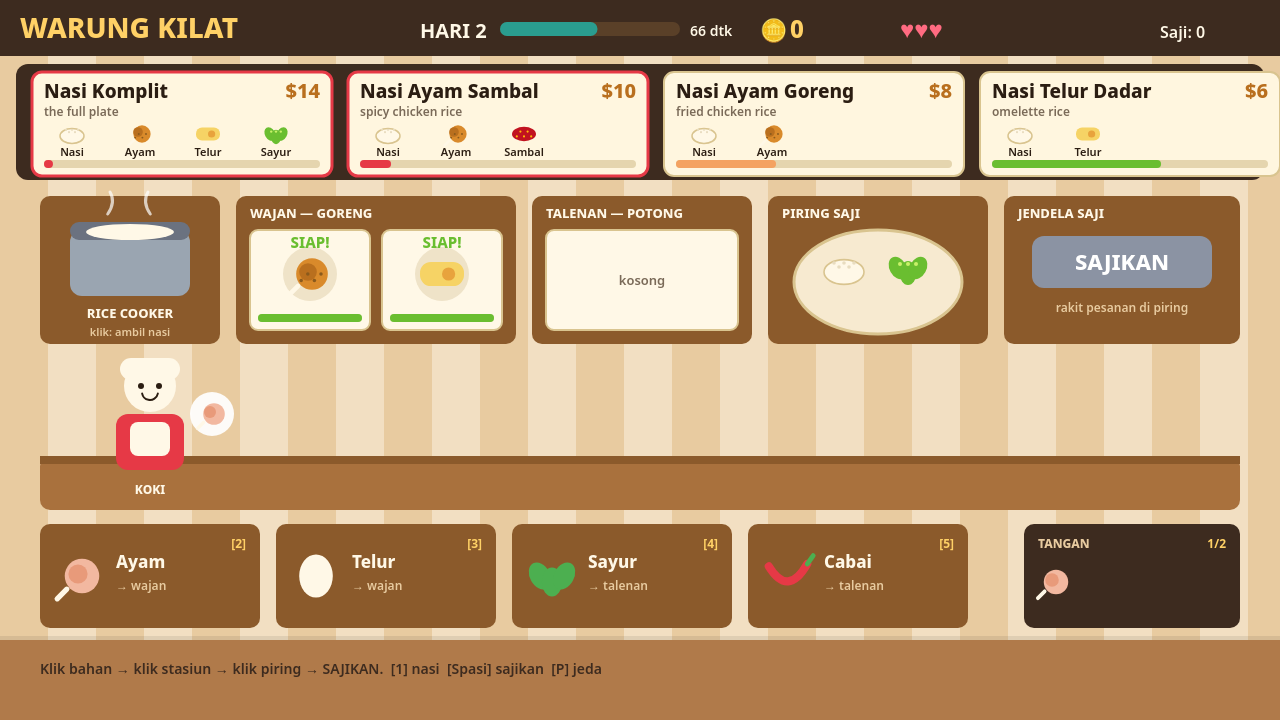 WARUNG KILAT
HARI 2
66 dtk
0
Saji: 0
Nasi Komplit $14
the full plate
Nasi Ayam Telur Sayur
Nasi Ayam Sambal $10
spicy chicken rice
Nasi Ayam Sambal
Nasi Ayam Goreng $8
fried chicken rice
Nasi Ayam
Nasi Telur Dadar $6
omelette rice
Nasi Telur
RICE COOKER
klik: ambil nasi
WAJAN — GORENG
SIAP! SIAP!
TALENAN — POTONG
kosong
PIRING SAJI
JENDELA SAJI
SAJIKAN
rakit pesanan di piring
KOKI
[2]
Ayam
→ wajan
[3]
Telur
→ wajan
[4]
Sayur
→ talenan
[5]
Cabai
→ talenan
TANGAN 1/2
Klik bahan → klik stasiun → klik piring → SAJIKAN. [1] nasi [Spasi] sajikan [P] jeda